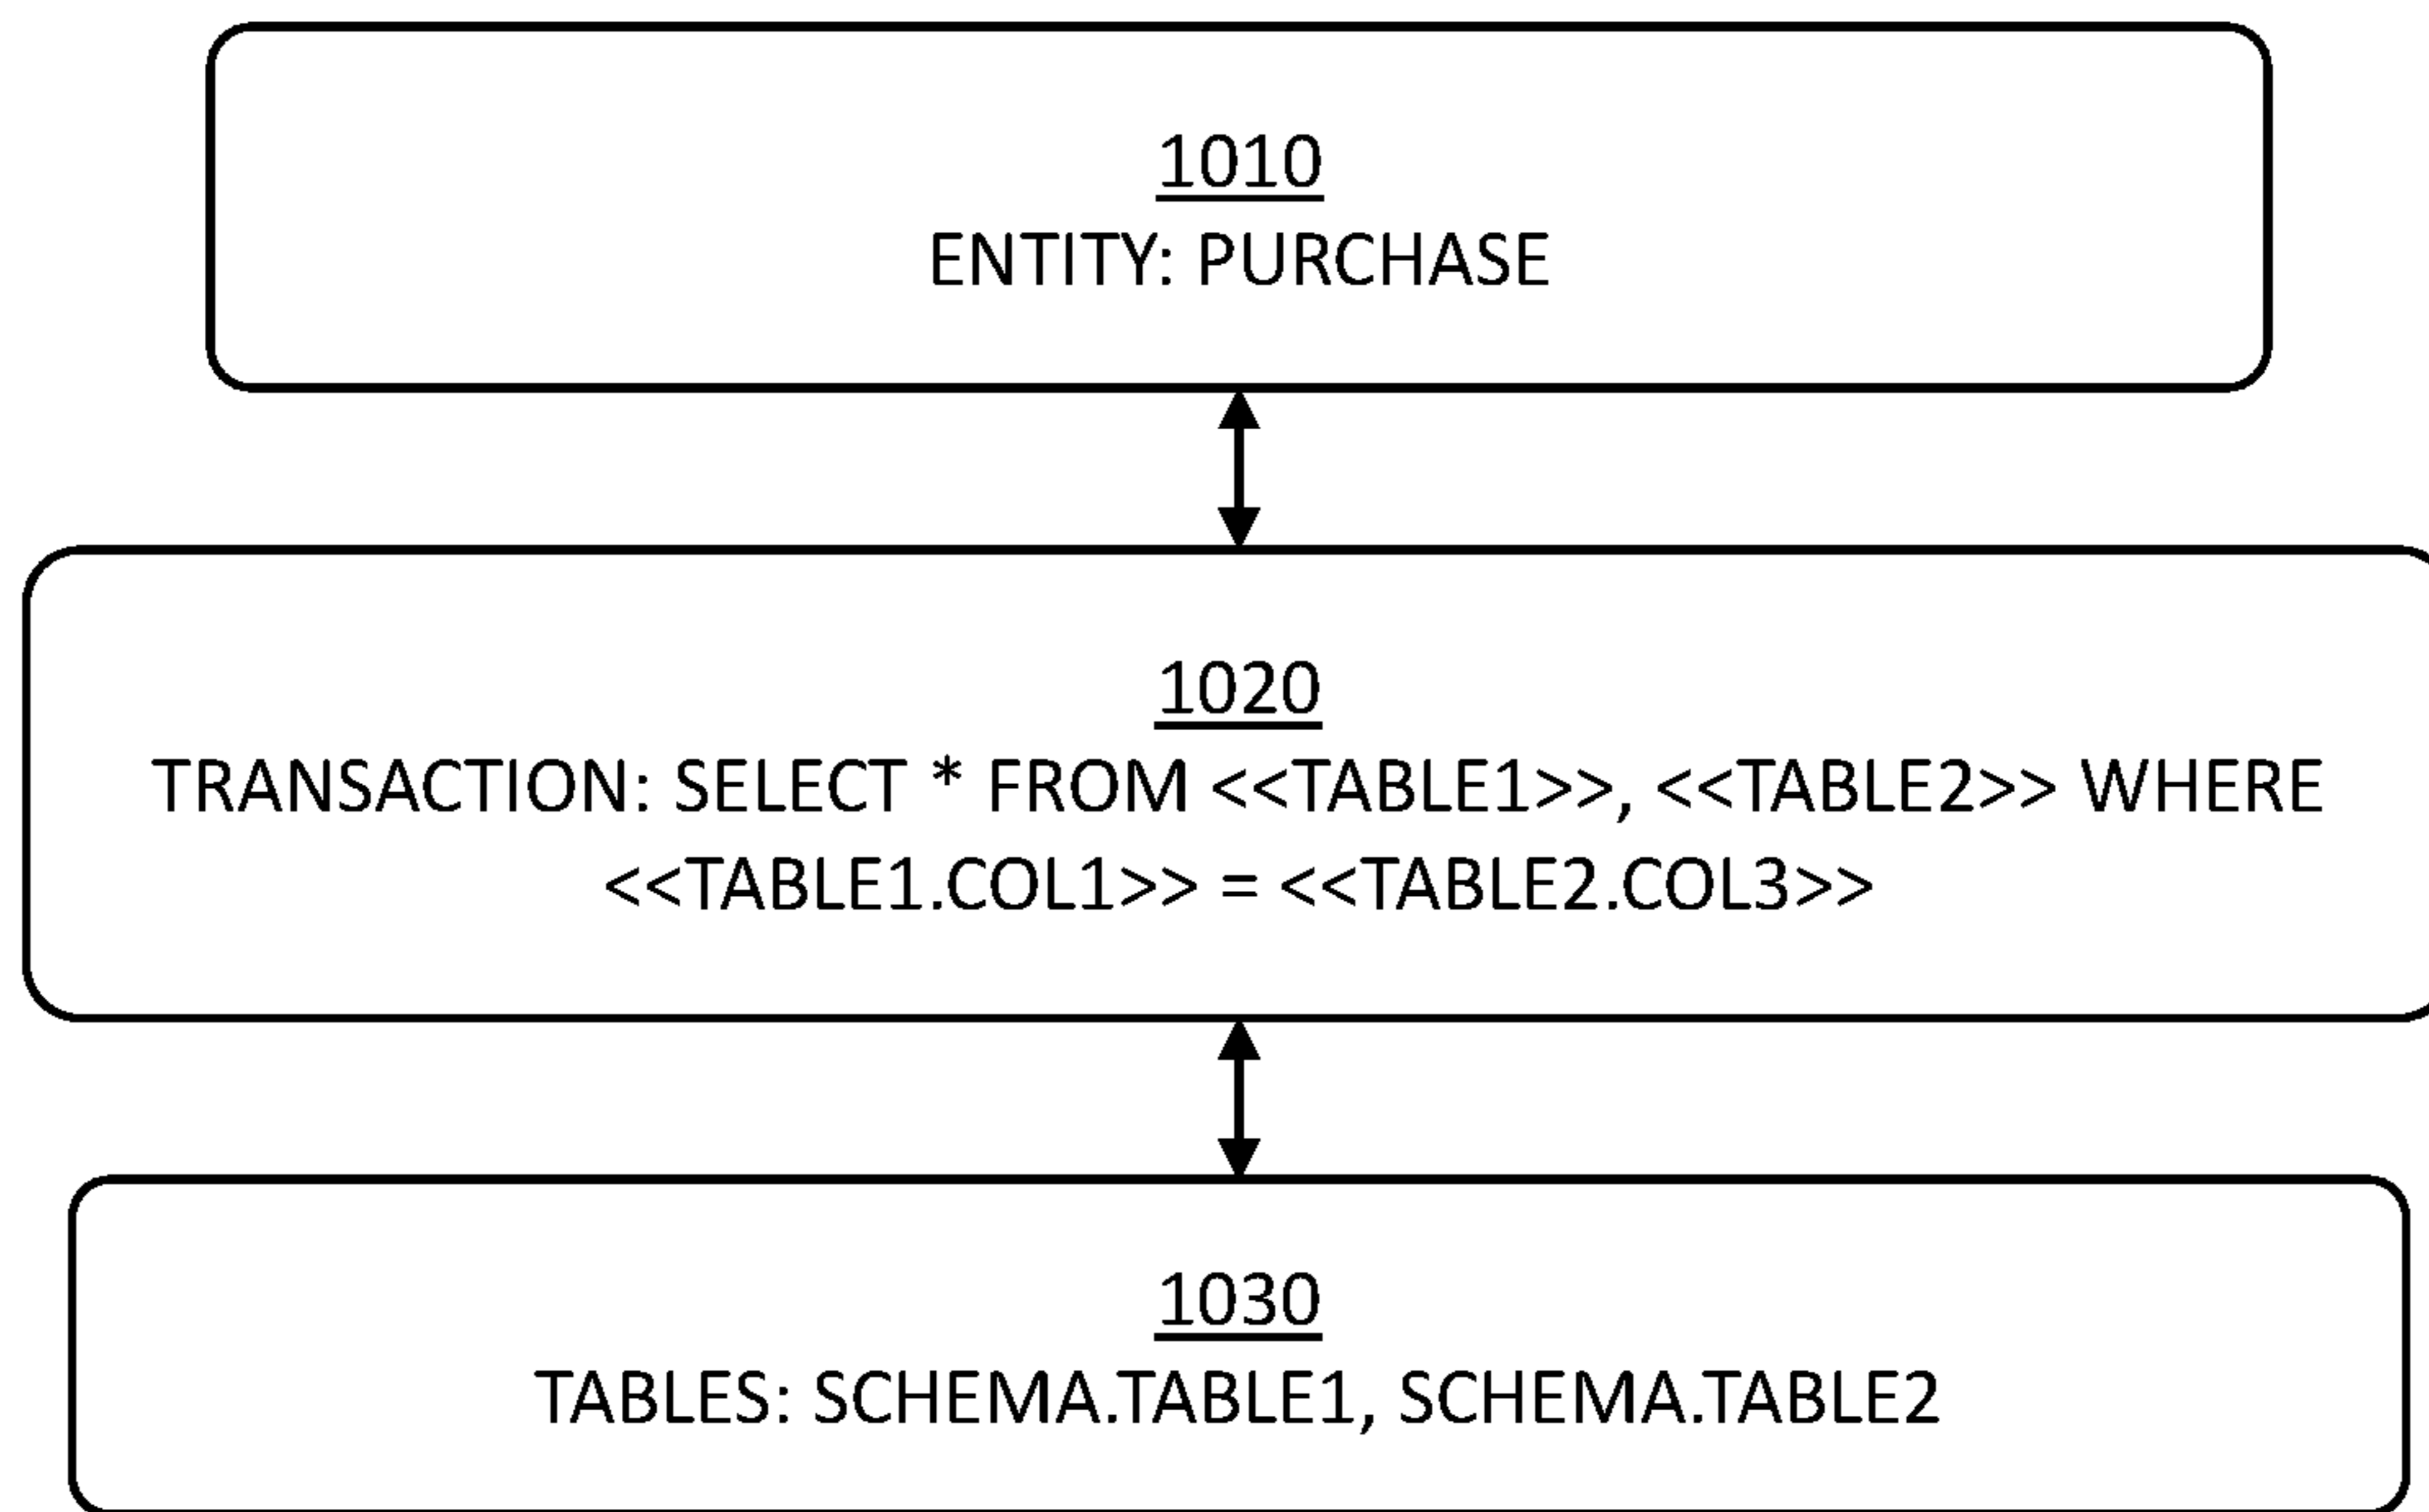 1010
ENTITY: PURCHASE
1020
TRANSACTION: SELECT * FROM <<TABLE1>>, <<TABLE2>> WHERE
<<TABLE1.COL1>> = <<TABLE2.COL3>>
1030
TABLES: SCHEMA.TABLE1, SCHEMA.TABLE2